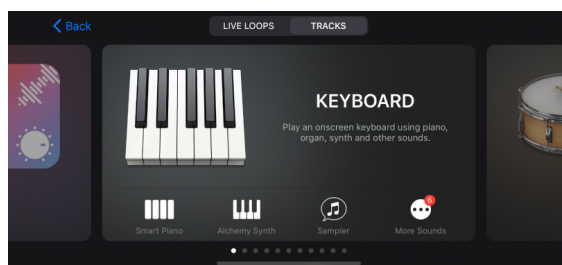 Back
LIVE LOOPS
TRACKS
KEYBOARD
Play an onscreen keyboard using piano,
organ, synth and other sounds.
6
Smart Piano
Alchemy Synth
Sampler
More Sounds